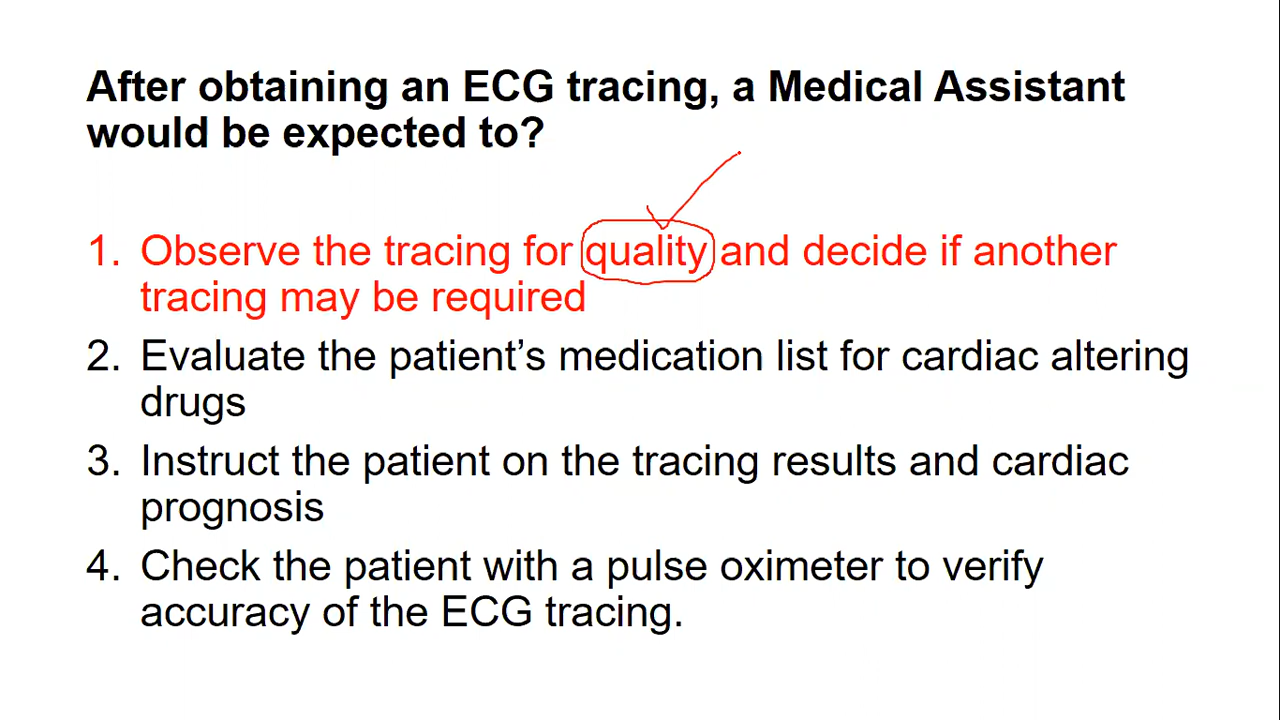 After obtaining an ECG tracing, a Medical Assistant
would be expected to?
1. Observe the tracing for quality and decide if another
tracing may be required
2. Evaluate the patient’s medication list for cardiac altering
drugs
3. Instruct the patient on the tracing results and cardiac
prognosis
4. Check the patient with a pulse oximeter to verify
accuracy of the ECG tracing.